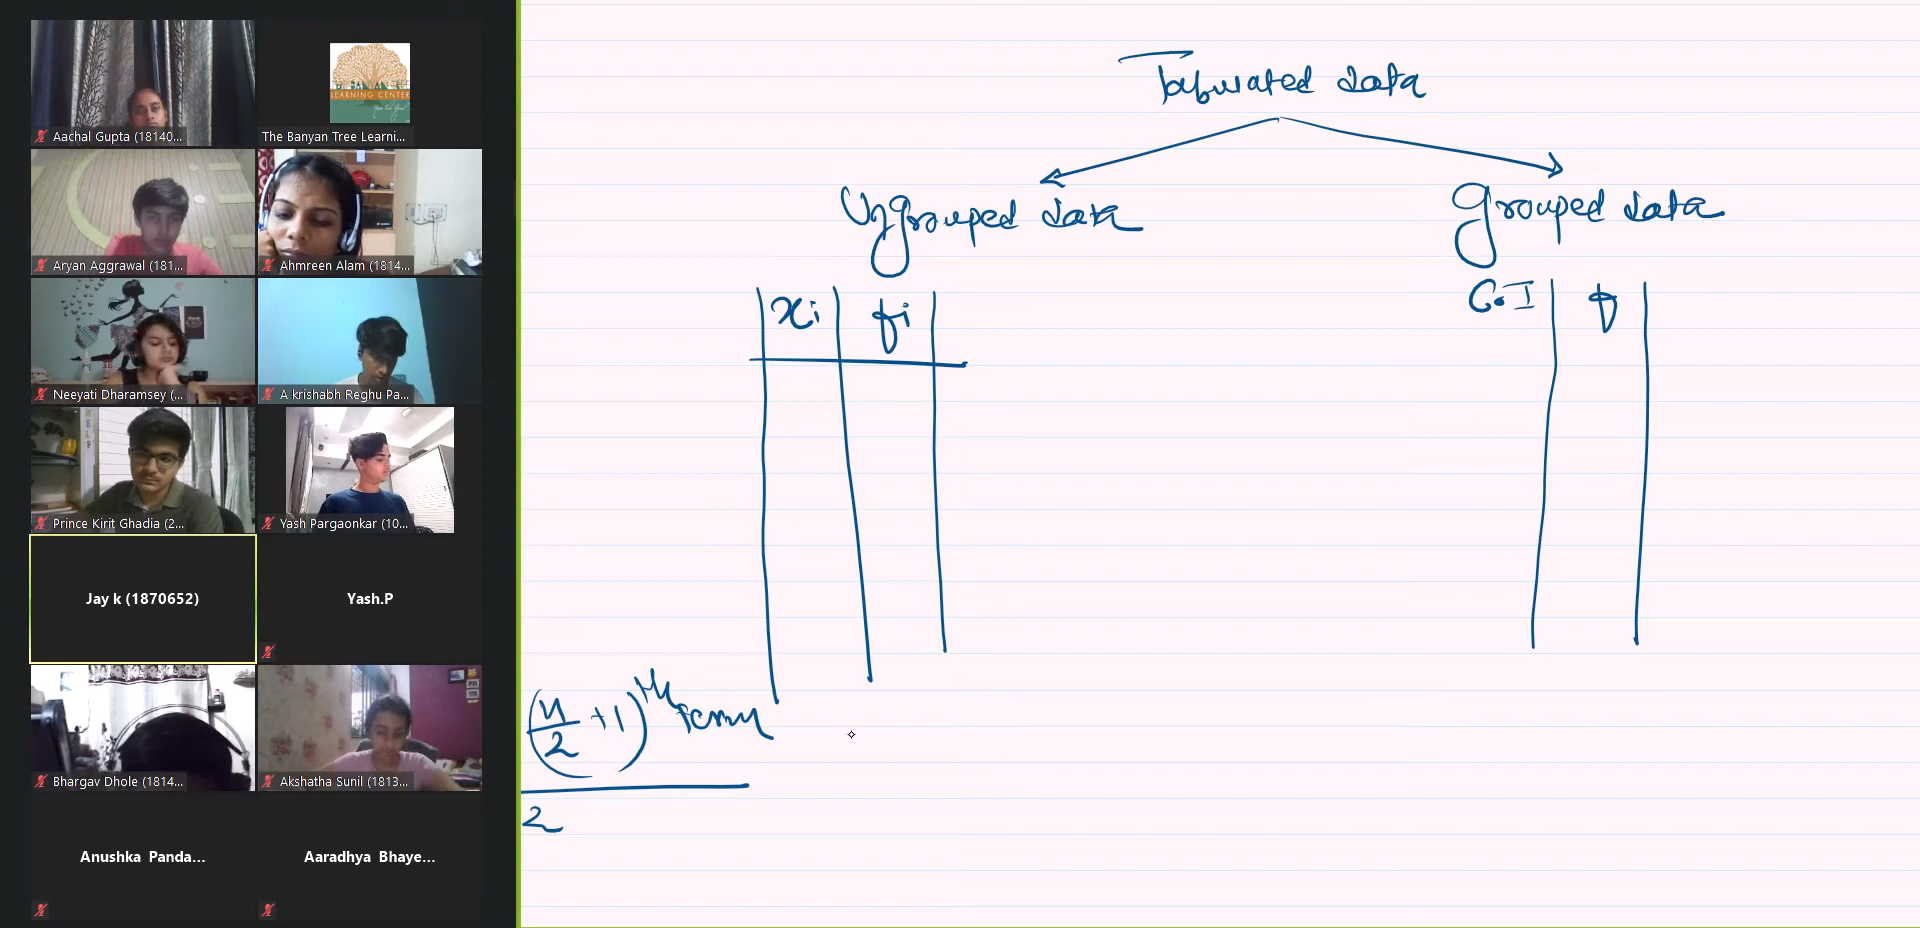 LEARNING CENTER
Aachal Gupta (18140...
The Banyan Tree Learni...
Aryan Aggrawal (181...
Ahmreen Alam (1814...
Neeyati Dharamsey (...
A krishabh Reghu Pa...
Prince Kirit Ghadia (2...
Yash Pargaonkar (10...
Jay k (1870652)
Yash.P
Bhargav Dhole (1814...
Akshatha Sunil (1813...
Anushka Panda...
Aaradhya Bhaye...
Tabulated data
Ungrouped data
Grouped data
xi fi
C.I f
(n/2 + 1)th term
2